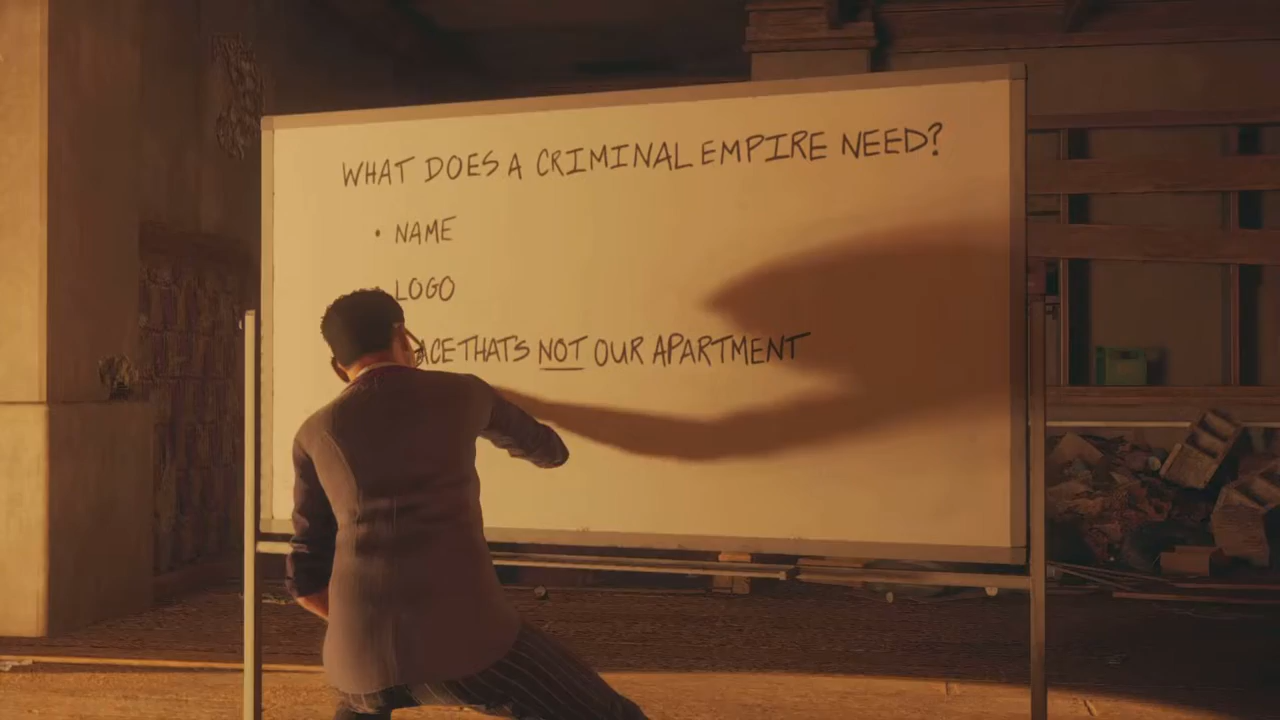 WHAT DOES A CRIMINAL EMPIRE NEED?
• NAME
LOGO
ACE THAT'S NOT OUR APARTMENT